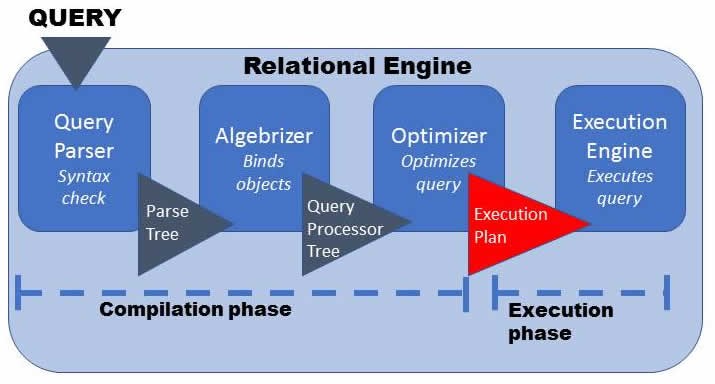 QUERY
Relational Engine
Query
Parser
Syntax
check
Parse
Tree
Algebrizer
Binds
objects
Query
Processor
Tree
Optimizer
Optimizes
query
Execution
Plan
Execution
Engine
Executes
query
Compilation phase
Execution
phase